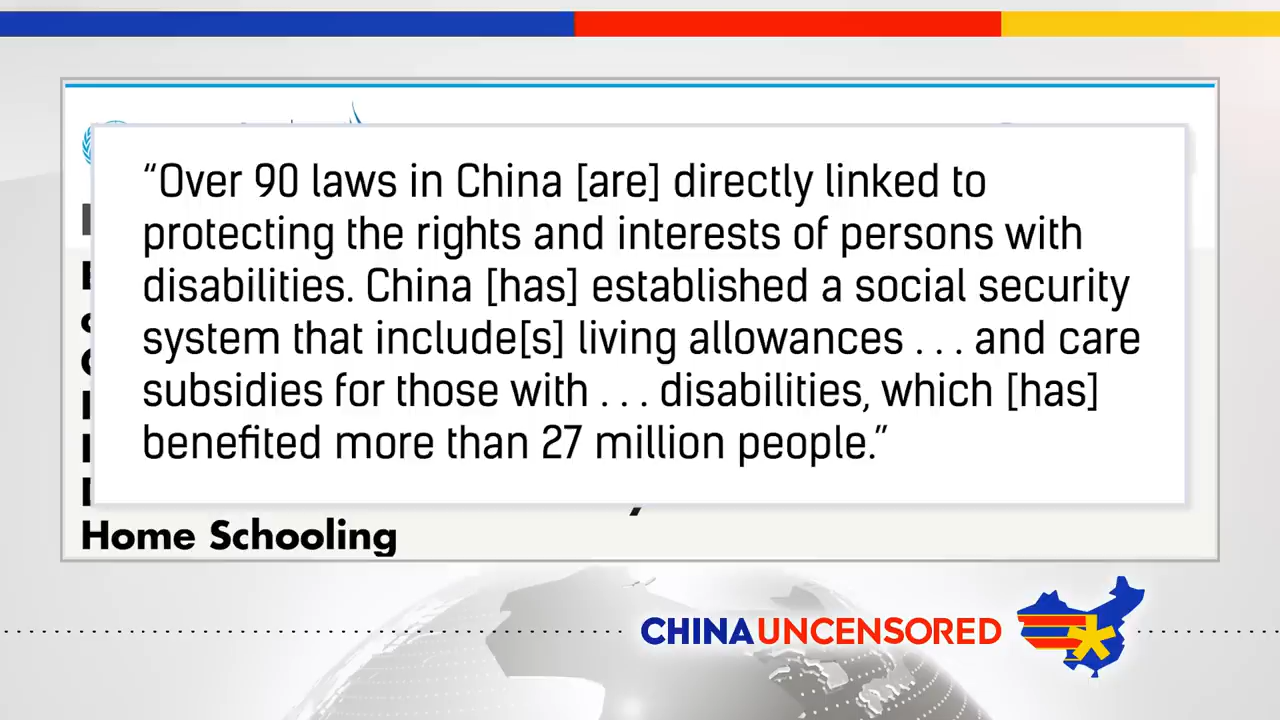 “Over 90 laws in China [are] directly linked to
protecting the rights and interests of persons with
disabilities. China [has] established a social security
system that include[s] living allowances . . . and care
subsidies for those with . . . disabilities, which [has]
benefited more than 27 million people.”
Home Schooling
CHINA UNCENSORED